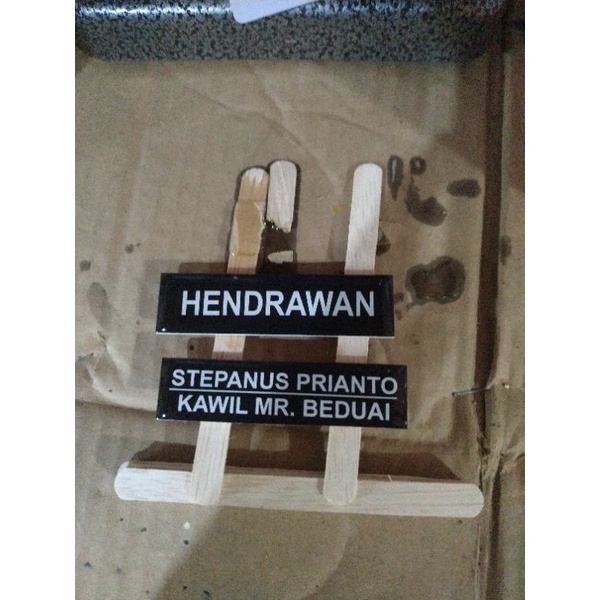 HENDRAWAN
STEPANUS PRIANTO
KAWIL MR. BEDUAI